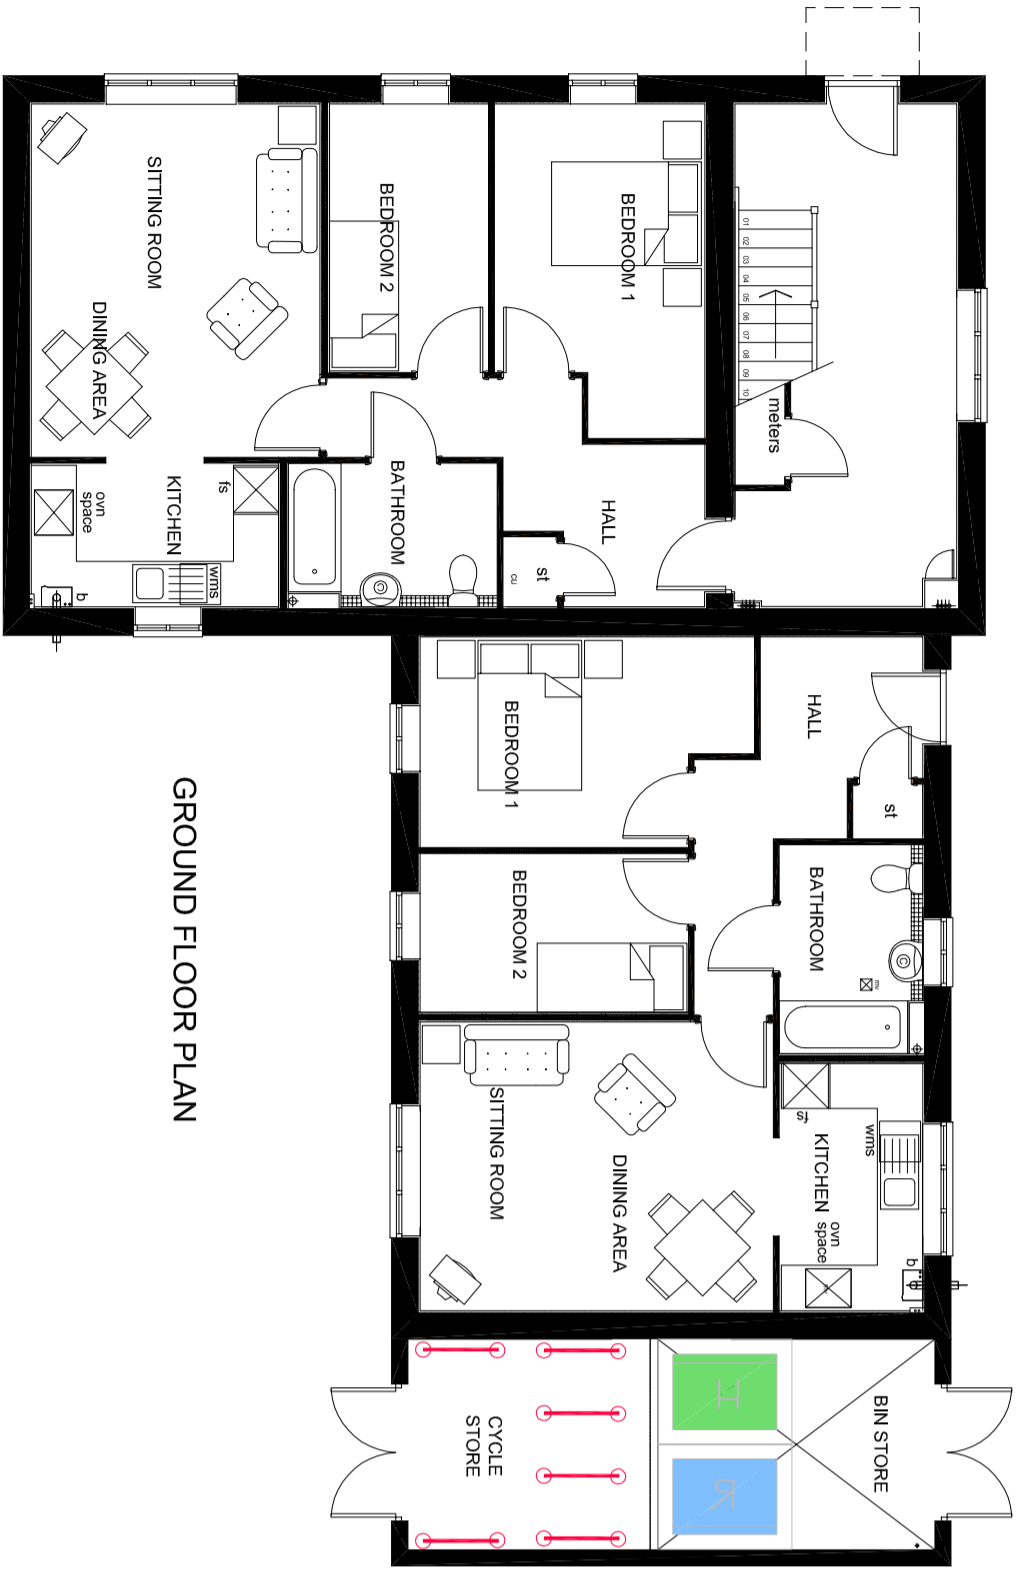 SITTING ROOM
DINING AREA
BEDROOM 2
BEDROOM 1
01
02
03
04
05
06
07
08
09
10
meters
KITCHEN
fs
ovn
space
wms
b
BATHROOM
HALL
st
cu
GROUND FLOOR PLAN
BEDROOM 1
HALL
st
BEDROOM 2
BATHROOM
mv
SITTING ROOM
DINING AREA
KITCHEN
sf
wms
ovn
space
b
CYCLE
STORE
H
R
BIN STORE